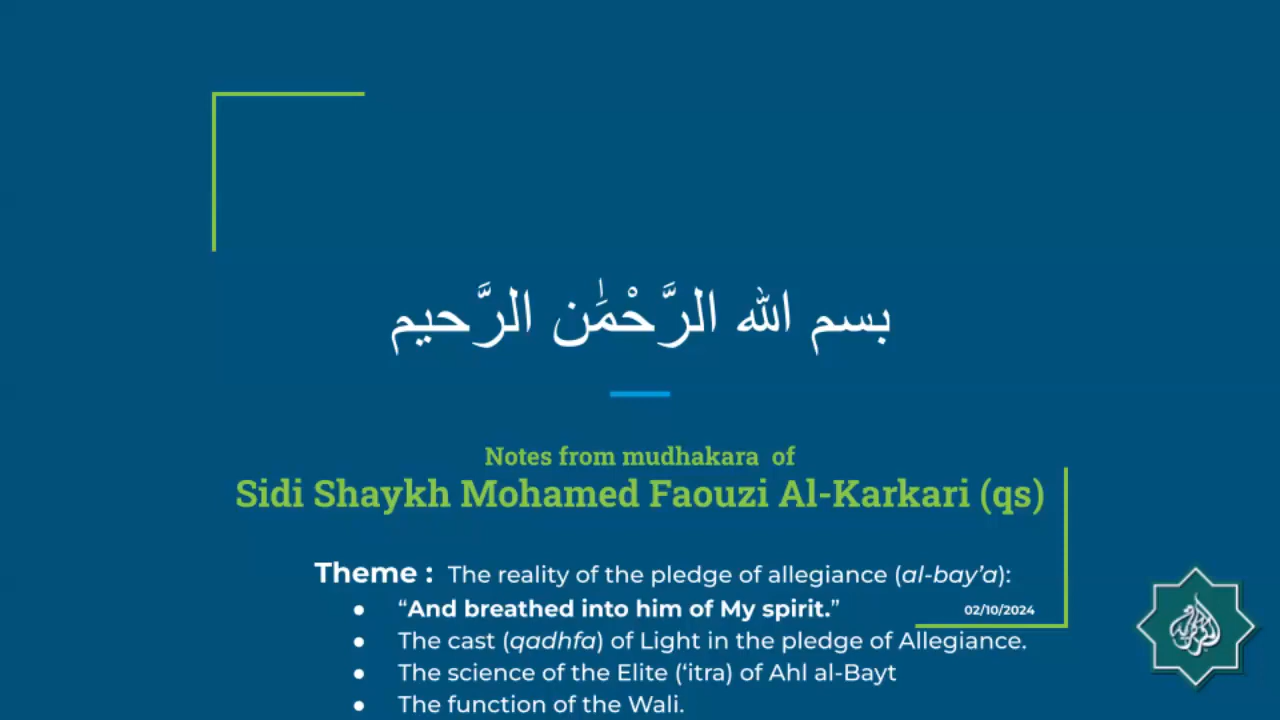 بسم الله الرَّحْمَٰن الرَّحيم
Notes from mudhakara of
Sidi Shaykh Mohamed Faouzi Al-Karkari (qs)
Theme : The reality of the pledge of allegiance (al-bay’a):
● “And breathed into him of My spirit.”
02/10/2024
● The cast (qadhfa) of Light in the pledge of Allegiance.
● The science of the Elite (‘itra) of Ahl al-Bayt
● The function of the Wali.